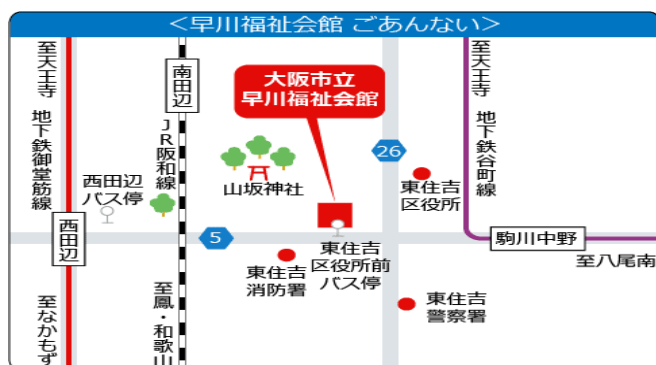 <早川福祉会館 ごあんない>
至天王寺
地下鉄御堂筋線
西田辺
至なかもず
西田辺
バス停
南田辺
JR阪和線
至鳳・和歌山
5
山坂神社
大阪市立
早川福祉会館
東住吉
消防署
東住吉
区役所前
バス停
26
東住吉
区役所
東住吉
警察署
至天王寺
地下鉄谷町線
駒川中野
至八尾南